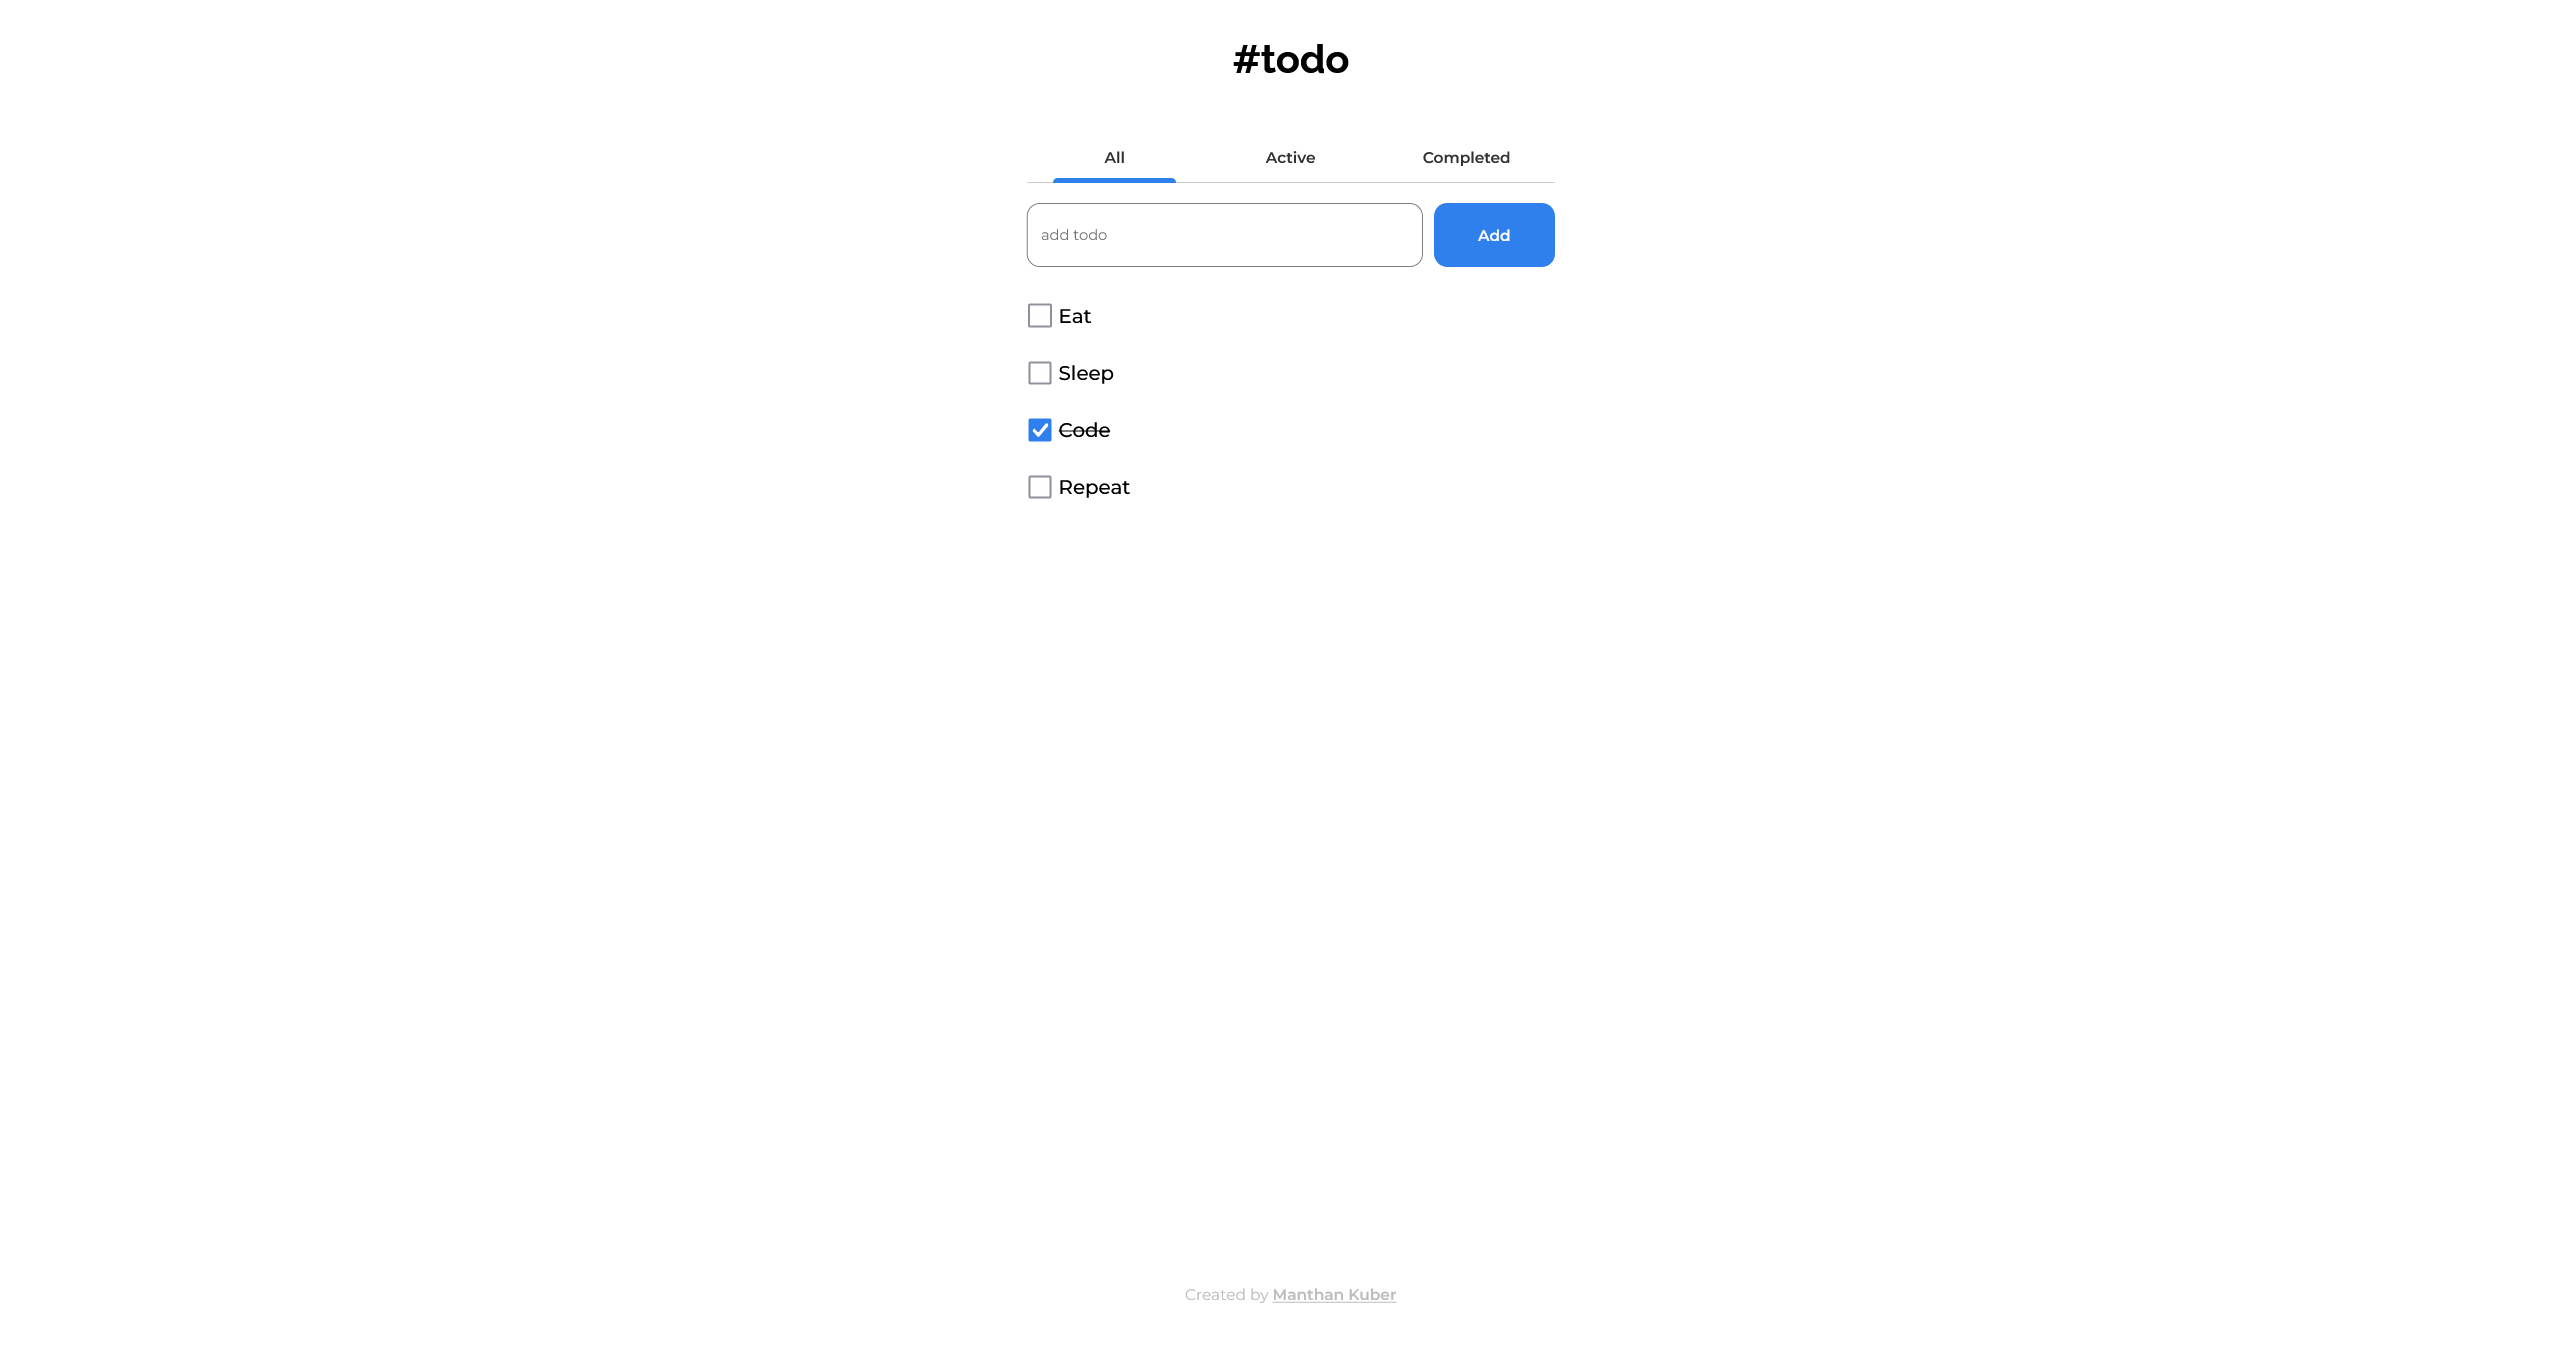 #todo
All Active Completed
add todo Add
Eat
Sleep
Code
Repeat
Created by Manthan Kuber